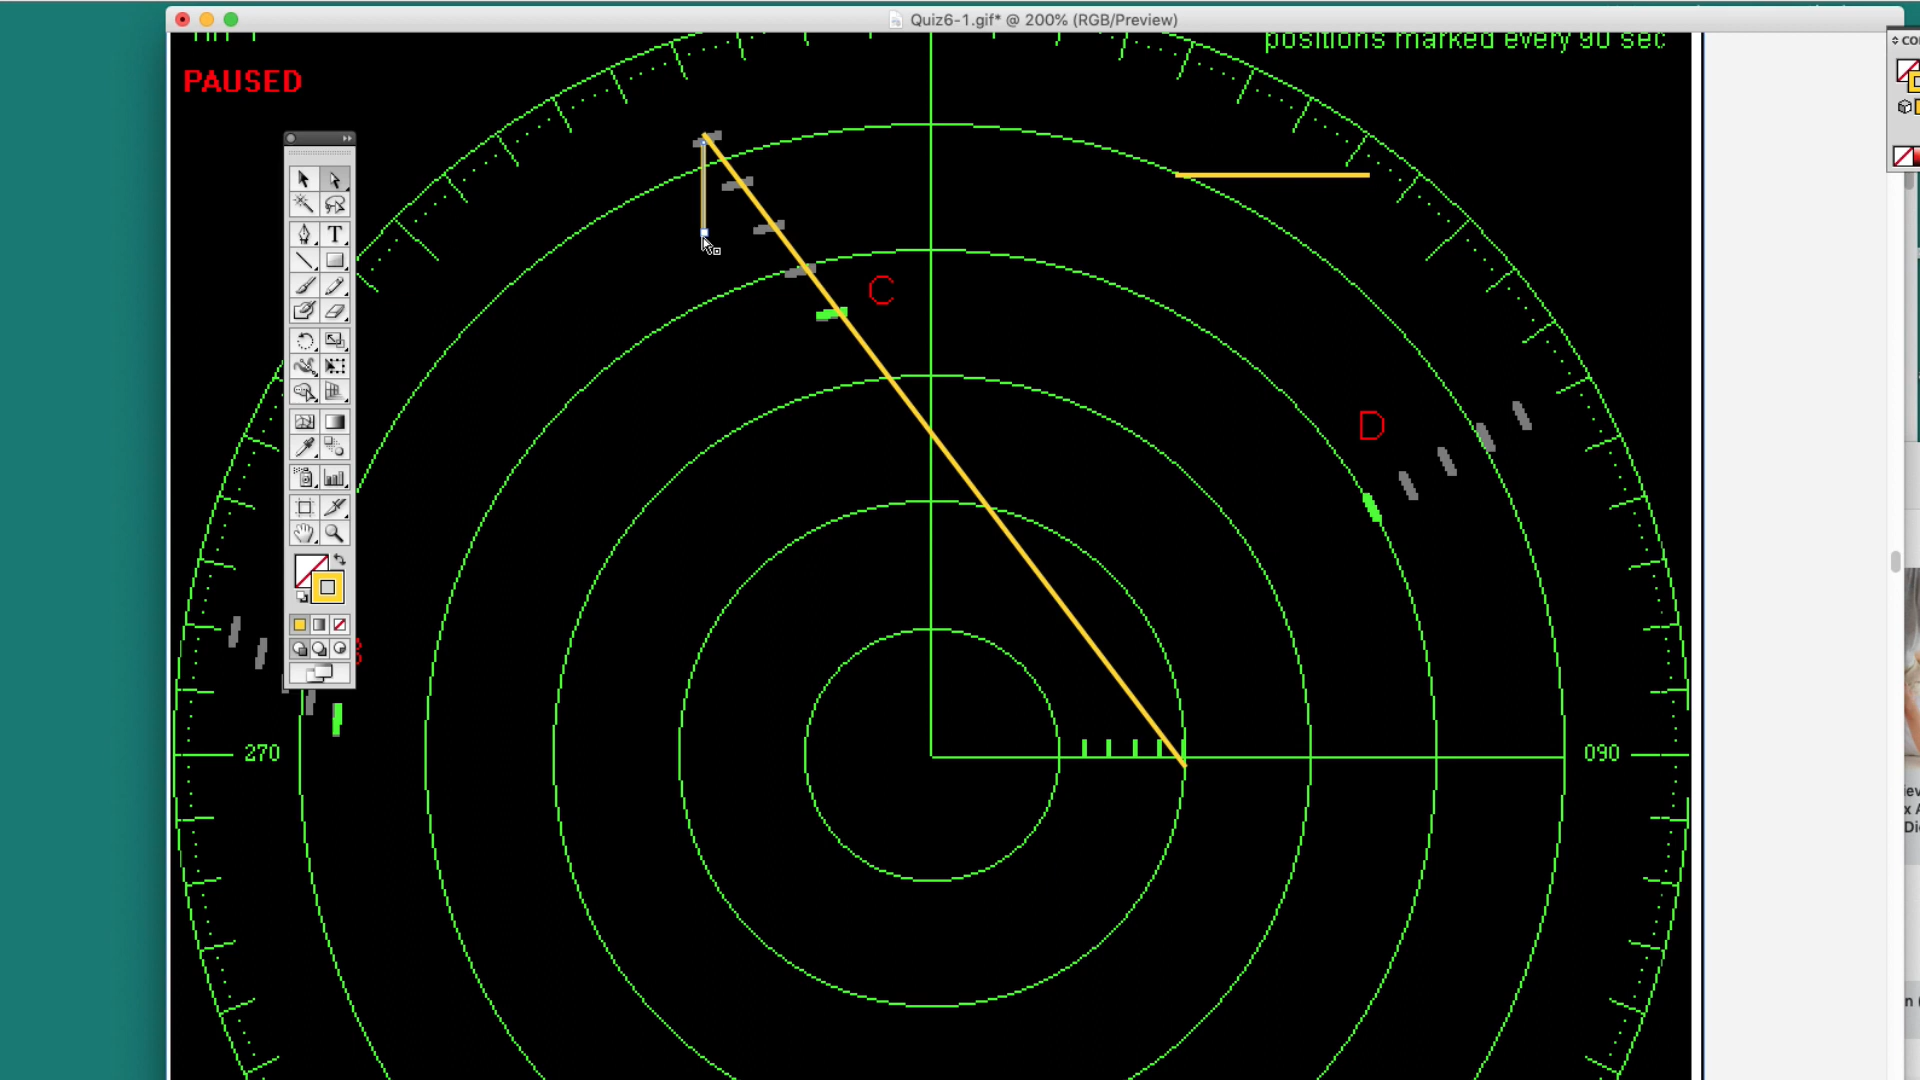 Quiz6-1.gif* @ 200% (RGB/Preview)
positions marked every 90 sec
PAUSED
C
D
270
090